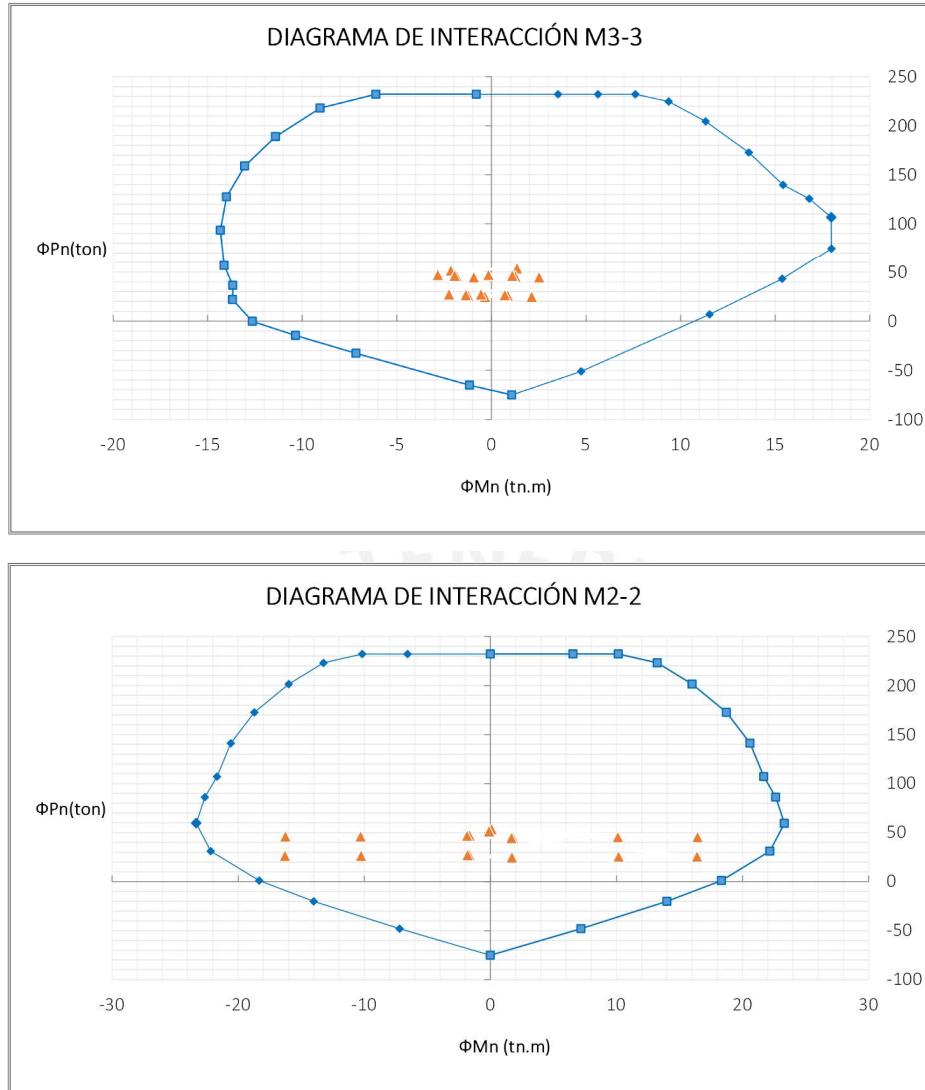 DIAGRAMA DE INTERACCIÓN M3-3
250
200
150
100
ΦPn(ton)
50
0
-50
-100
-20 -15 -10 -5 0 5 10 15 20
ΦMn (tn.m)
DIAGRAMA DE INTERACCIÓN M2-2
250
200
150
100
ΦPn(ton)
50
0
-50
-100
-30 -20 -10 0 10 20 30
ΦMn (tn.m)